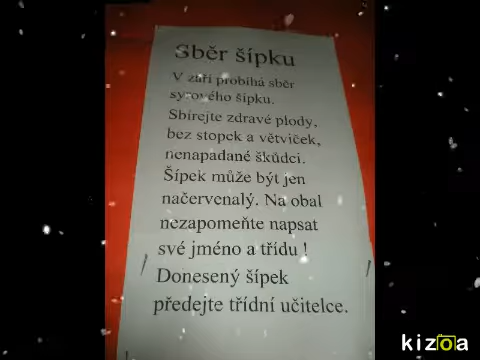 Sběr šípku
V září probíhá sběr
syrového šípku.
Sbírejte zdravé plody,
bez stopek a větviček,
nenapadané škůdci.
Šípek může být jen
načervenalý. Na obal
nezapomeňte napsat
své jméno a třídu !
Donesený šípek
předejte třídní učitelce.
kizoa